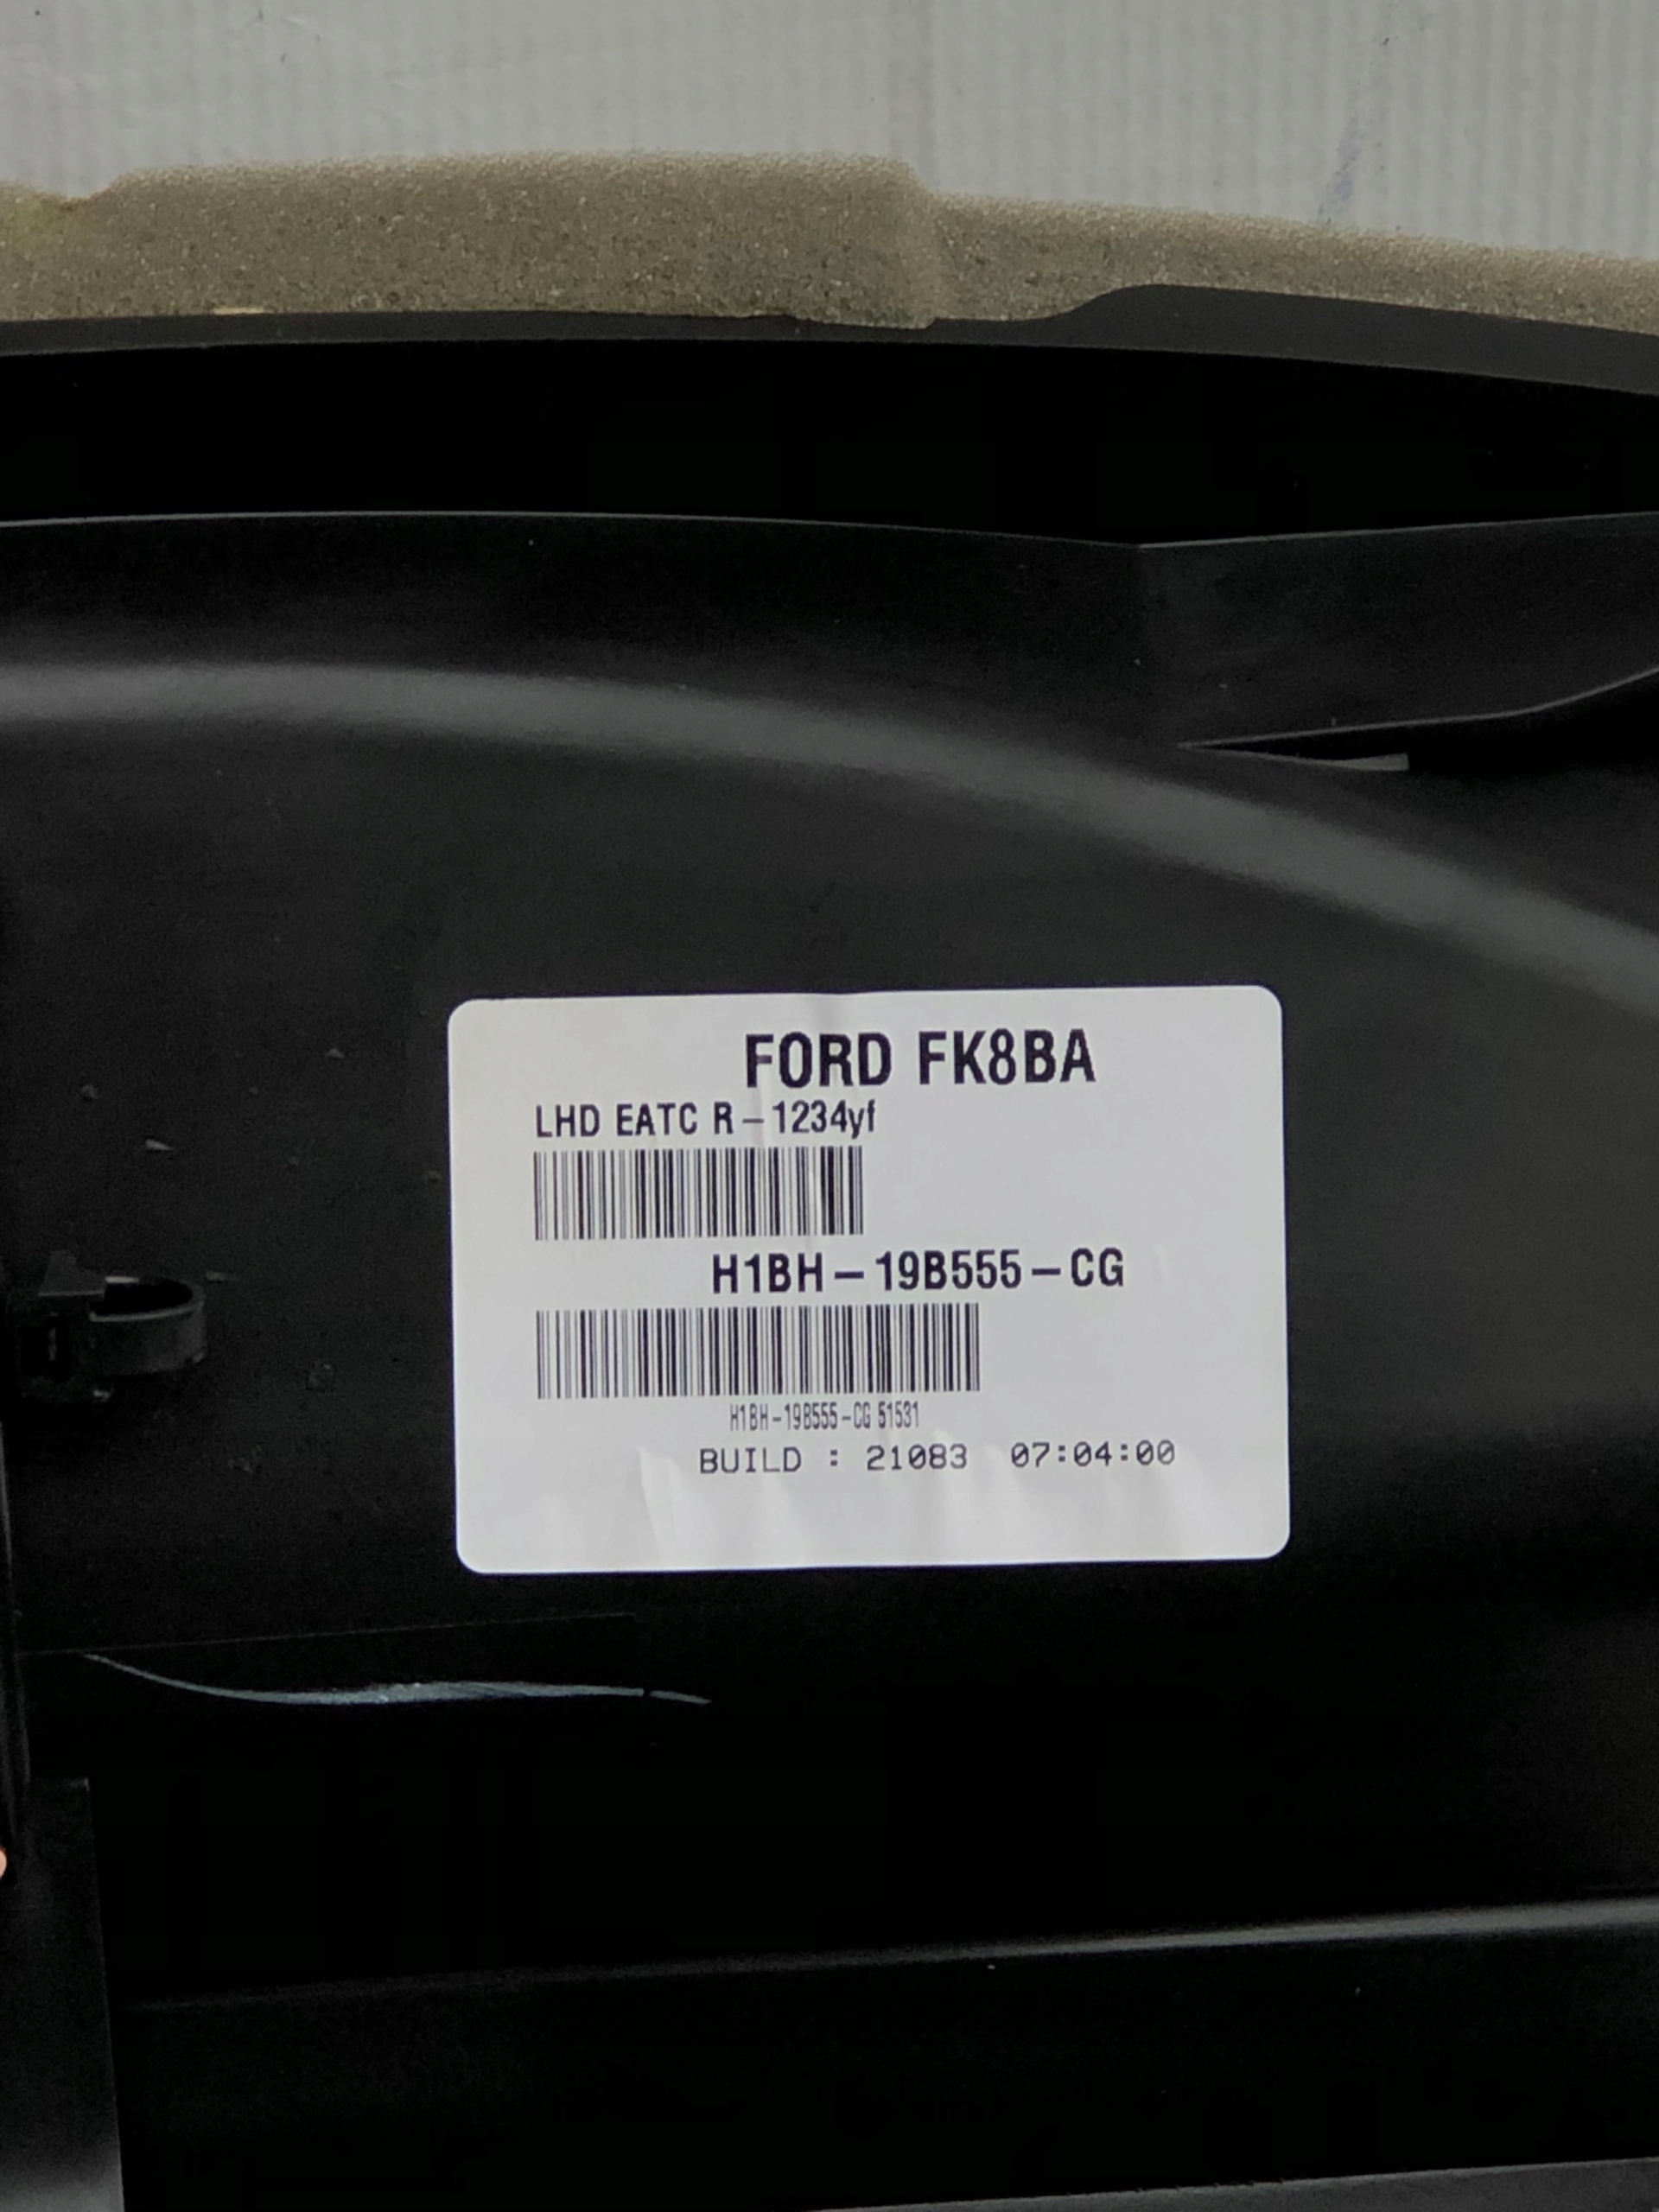 FORD FK8BA
LHD EATC R-1234yf
H1BH-19B555-CG
H1BH-19B555-CG 51531
BUILD : 21083 07:04:00